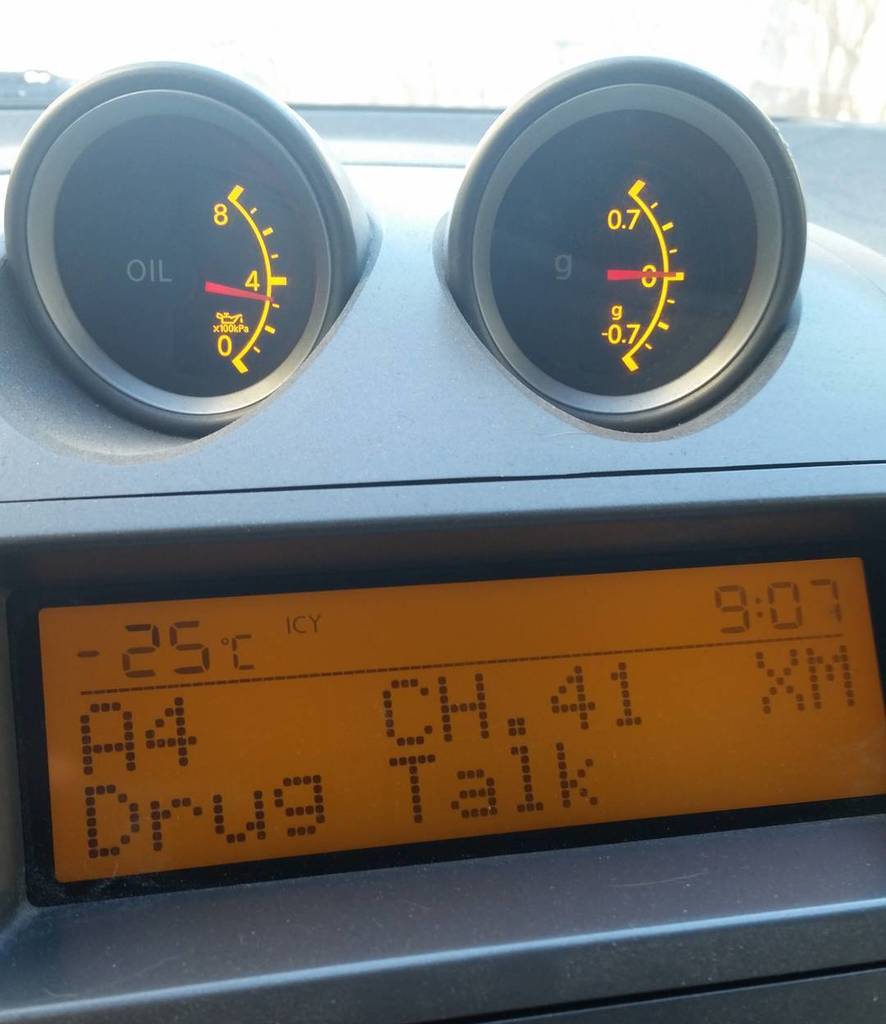 8
OIL
4
x100kPa
0
0.7
g
0
g
-0.7
-25°C ICY 9:07
A4 CH.41 XM
Drug Talk